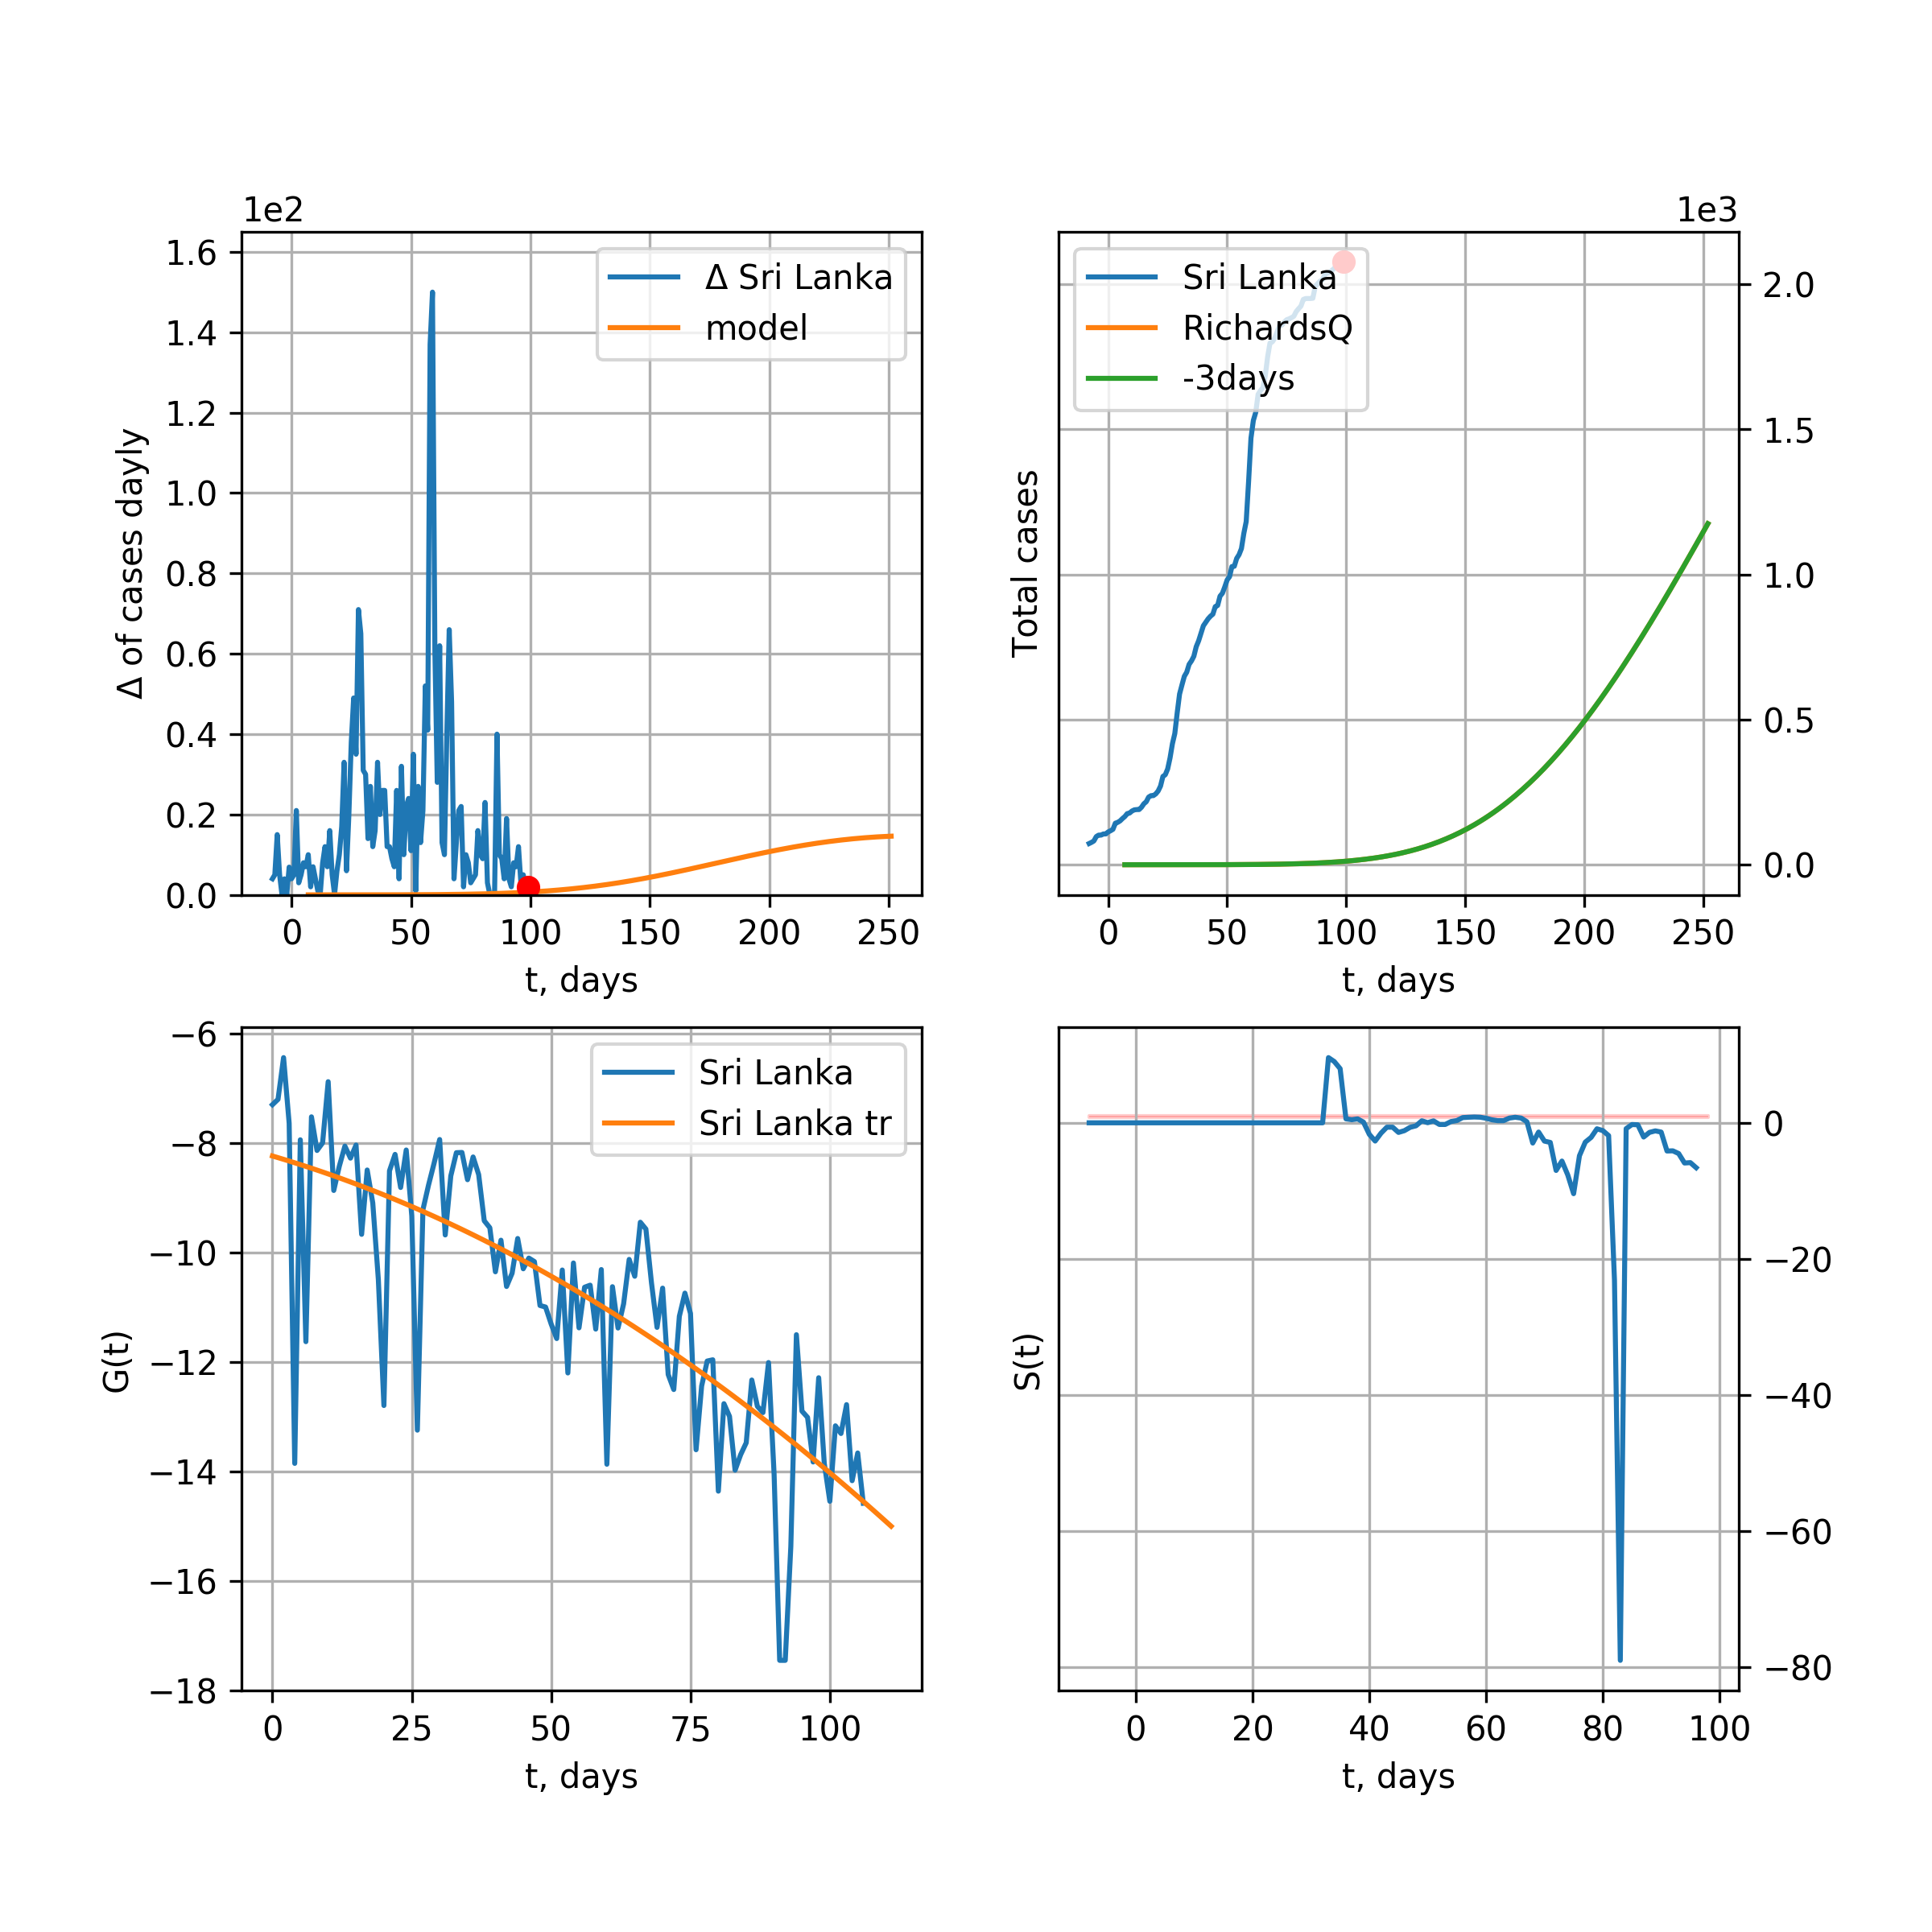 1e2
Δ of cases dayly
1.6
1.4
1.2
1.0
0.8
0.6
0.4
0.2
0.0
Δ Sri Lanka
model
0 50 100 150 200 250
t, days
1e3
Total cases
Sri Lanka
RichardsQ
-3days
2.0
1.5
1.0
0.5
0.0
0 50 100 150 200 250
t, days
G(t)
−6
−8
−10
−12
−14
−16
−18
Sri Lanka
Sri Lanka tr
0 25 50 75 100
t, days
S(t)
0
−20
−40
−60
−80
0 20 40 60 80 100
t, days